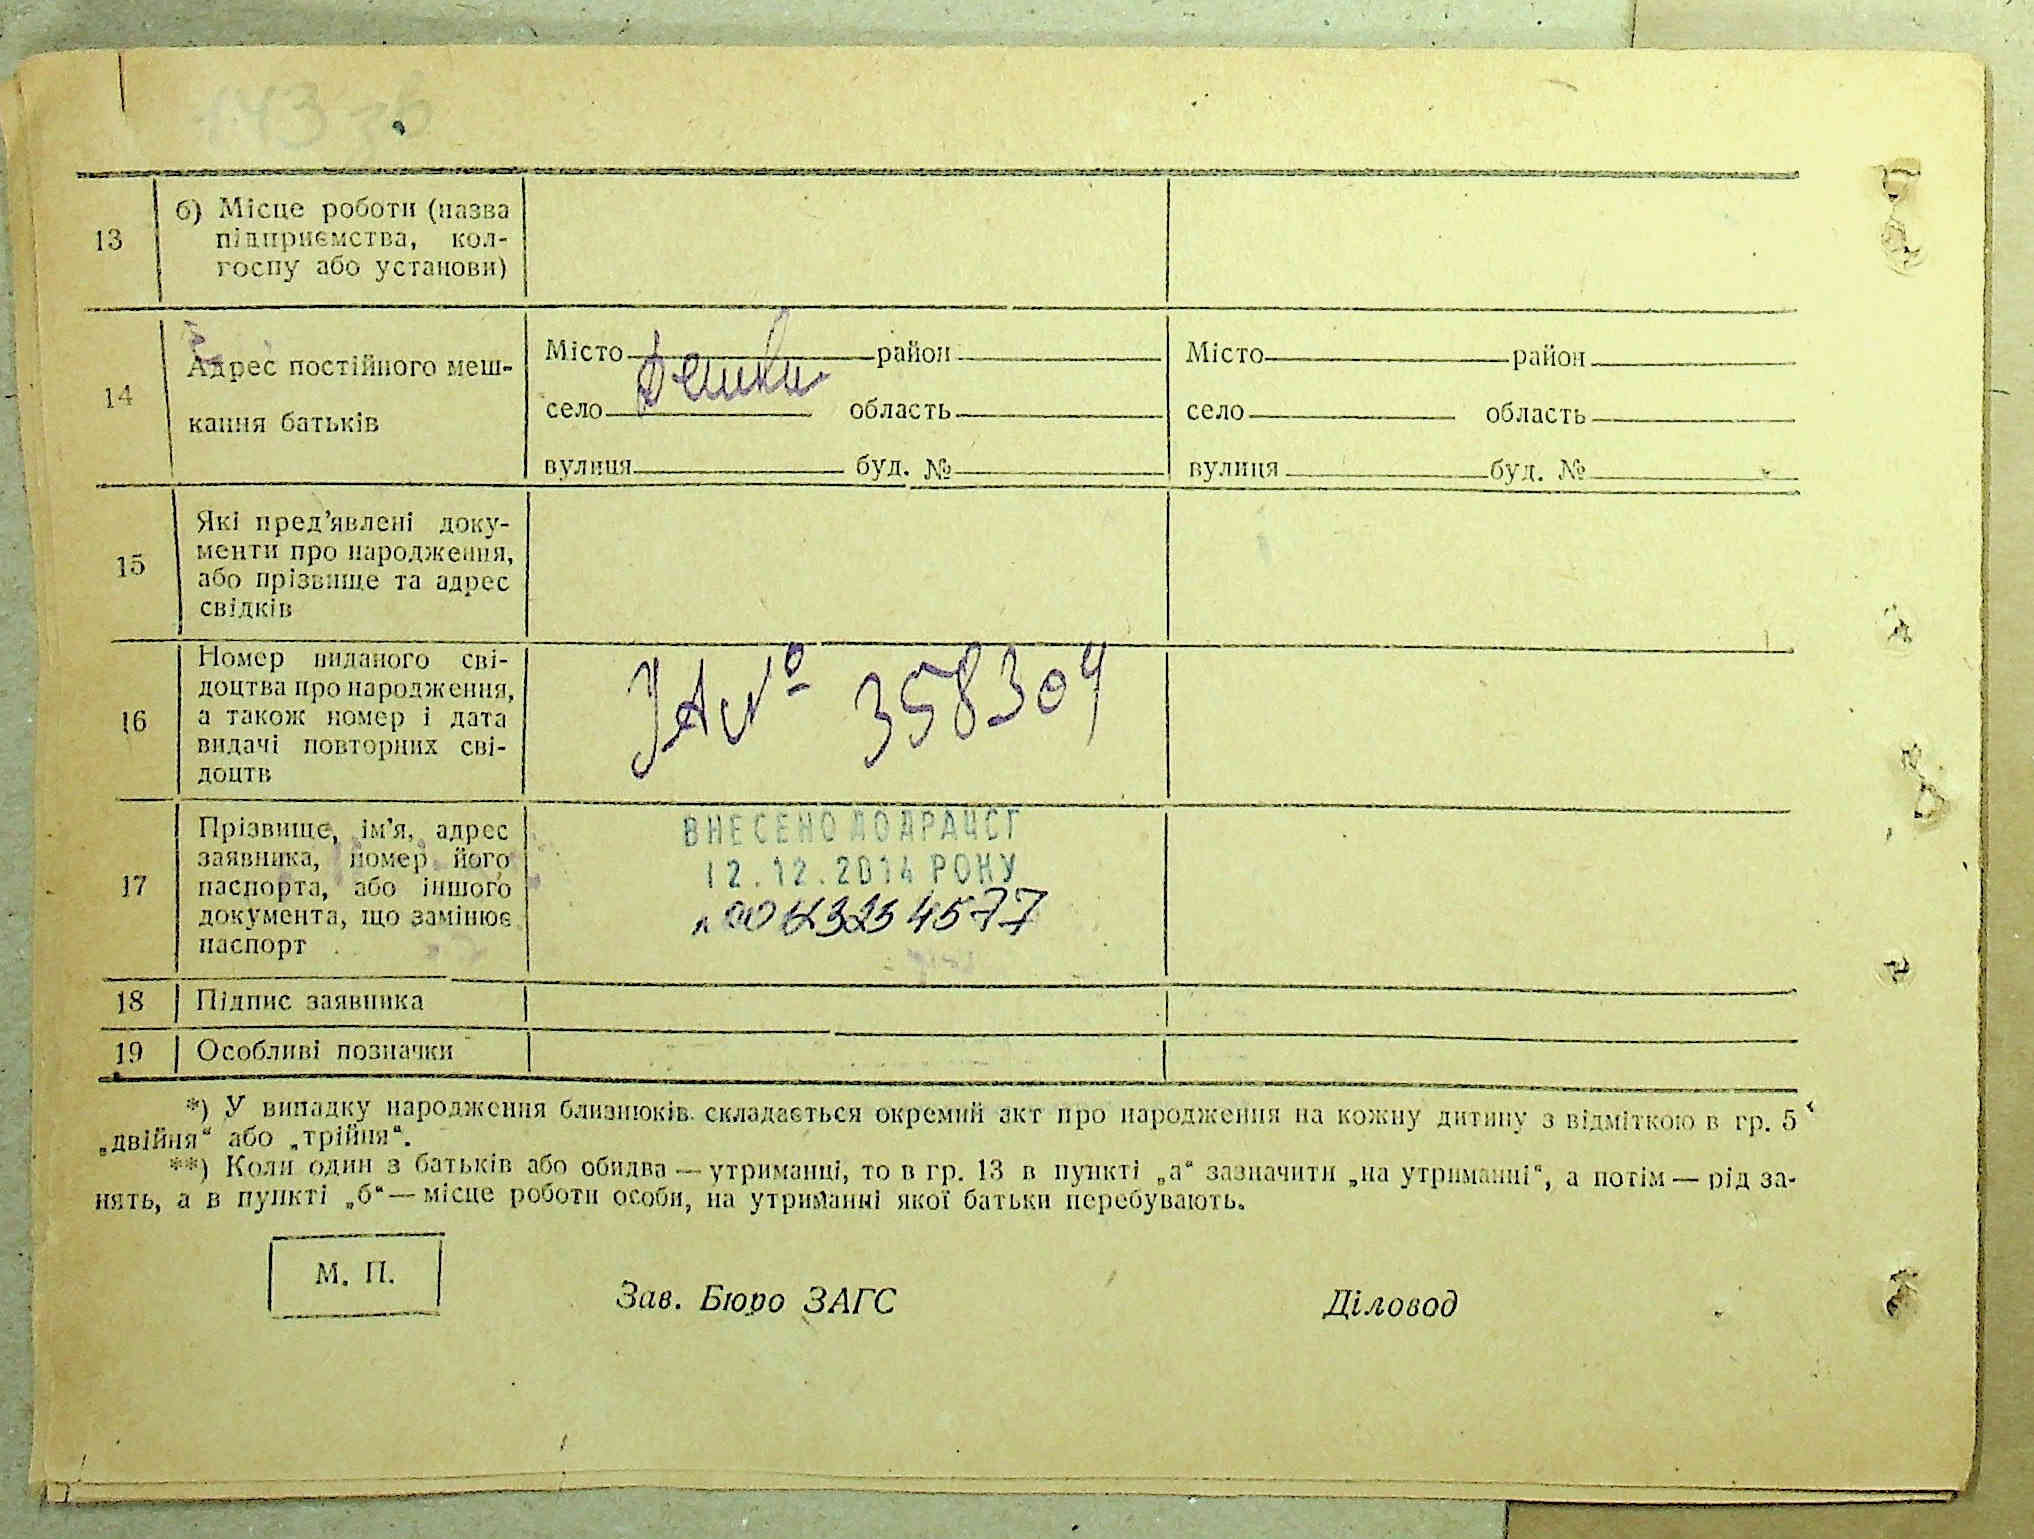 143 зв
13
б) Місце роботи (назва
підприємства, кол-
госпу або установи)
14
Адрес постійного меш-
кання батьків
Місто район
Дешки
село область
вулиця буд. №
Місто район
село область
вулиця буд. №
15
Які пред’явлені доку-
менти про народження,
або прізвище та адрес
свідків
16
Номер виданого сві-
доцтва про народження,
а також номер і дата
видачі повторних сві-
доцтв
УА № 358309
17
Прізвище, ім’я, адрес
заявника, номер його
паспорта, або іншого
документа, що замінює
паспорт
ВНЕСЕНО ДО ДРАЦСГ
12.12.2014 РОКУ
18
Підпис заявника
19
Особливі позначки
*) У випадку народження близнюків складається окремий акт про народження на кожну дитину з відміткою в гр. 5
„двійня“ або „трійня“.
**) Коли один з батьків або обидва — утриманці, то в гр. 13 в пункті „а“ зазначити „на утриманні“, а потім — рід за-
нять, а в пункті „б“ — місце роботи особи, на утриманні якої батьки перебувають.
М. П.
Зав. Бюро ЗАГС
Діловод